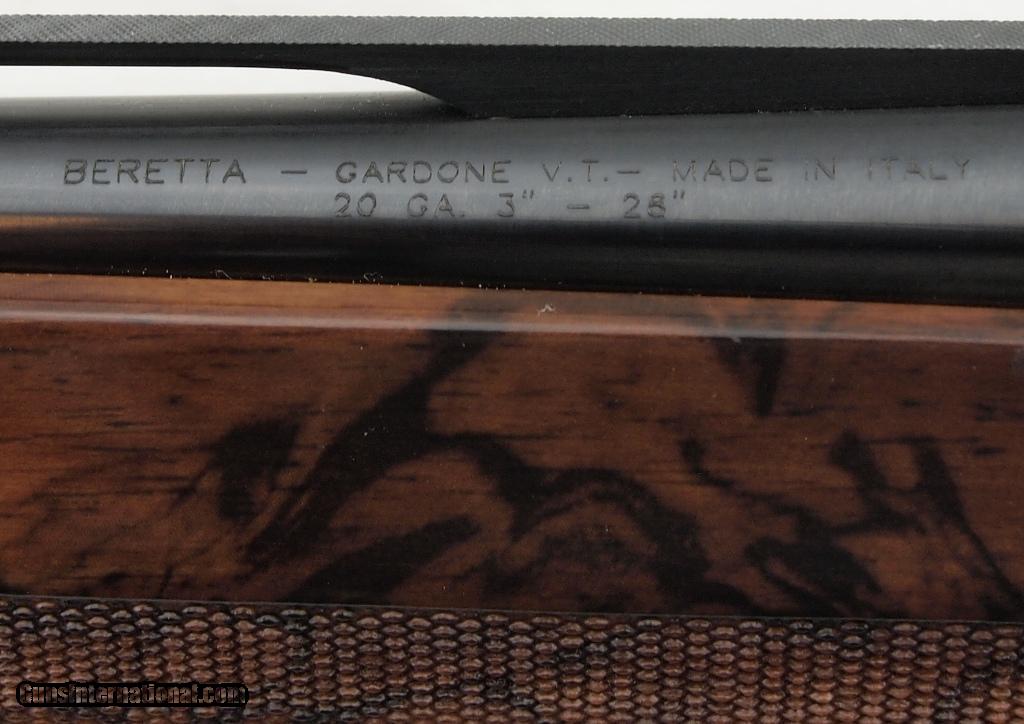 BERETTA - GARDONE V.T.- MADE IN ITALY
20 GA. 3" - 28"
GunsInternational.com